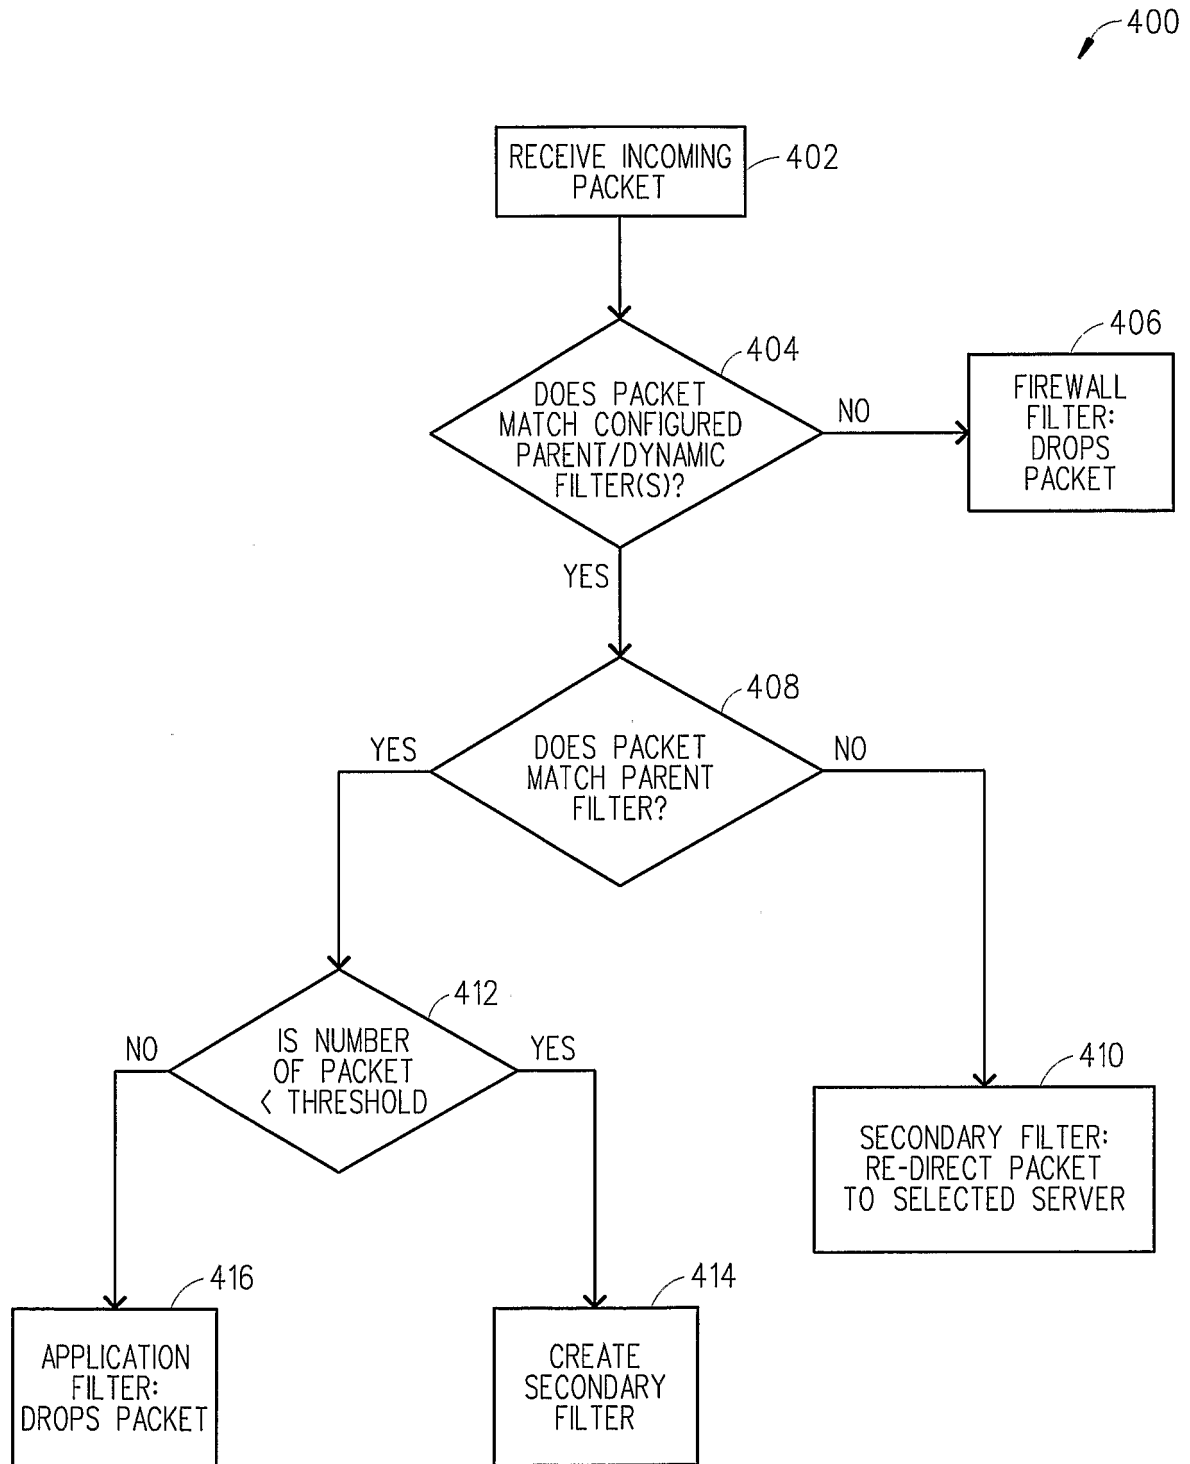 400
RECEIVE INCOMING
PACKET
402
404
DOES PACKET
MATCH CONFIGURED
PARENT/DYNAMIC
FILTER(S)?
NO
406
FIREWALL
FILTER:
DROPS
PACKET
YES
408
DOES PACKET
MATCH PARENT
FILTER?
YES
NO
412
IS NUMBER
OF PACKET
< THRESHOLD
NO
YES
410
SECONDARY FILTER:
RE-DIRECT PACKET
TO SELECTED SERVER
416
APPLICATION
FILTER:
DROPS PACKET
414
CREATE
SECONDARY
FILTER